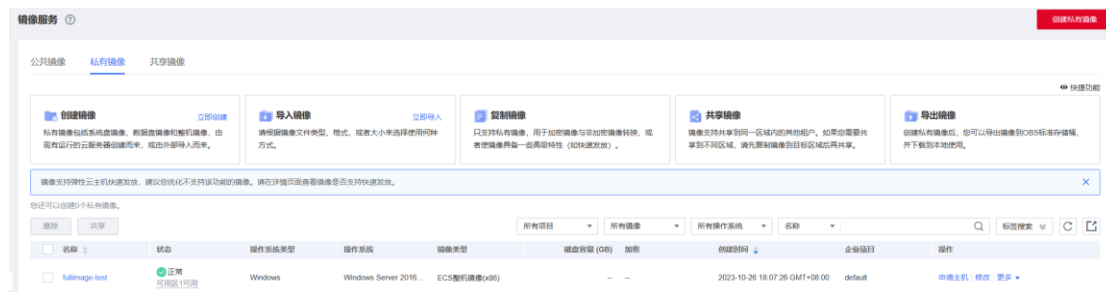 镜像服务
创建私有镜像
公共镜像 私有镜像 共享镜像
快捷功能
创建镜像 立即创建
私有镜像包括系统盘镜像、数据盘镜像和整机镜像，由
现有运行的云服务器创建而来，或由外部导入而来。
导入镜像 立即导入
请根据镜像文件类型、格式、或者大小来选择使用何种
方式。
复制镜像
只支持私有镜像，用于加密镜像与非加密镜像转换，或
者使镜像具备一些高级特性（如快速发放）。
共享镜像
镜像支持共享到同一区域内的其他租户。如果您需要共
享到不同区域，请先复制镜像到目标区域后再共享。
导出镜像
创建私有镜像后，您可以导出镜像到OBS标准存储桶，
并下载到本地使用。
镜像支持弹性云主机快速发放，建议您优化不支持该功能的镜像。请在详情页面查看镜像是否支持快速发放。
您还可以创建0个私有镜像。
删除 共享 所有项目 所有镜像 所有操作系统 名称 标签搜索
名称 状态 操作系统类型 操作系统 镜像类型 磁盘容量 (GB) 加密 创建时间 企业项目 操作
fullimage-test 正常 Windows Windows Server 2016... ECS整机镜像(x86) -- -- 2023-10-26 18:07:26 GMT+08:00 default 申请主机 修改 更多
可用区1可用